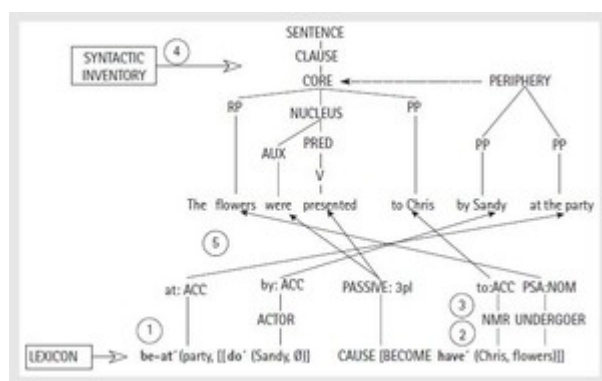 SENTENCE
CLAUSE
SYNTACTIC INVENTORY
4
CORE
PERIPHERY
RP
NUCLEUS
PP
AUX
PRED
PP
PP
V
The flowers were presented to Chris by Sandy at the party
5
at: ACC by: ACC PASSIVE: 3pl to:ACC PSA:NOM
1
ACTOR
3
NMR UNDERGOER
2
LEXICON
be-at´ (party, [[do´ (Sandy, Ø)] CAUSE [BECOME have´ (Chris, flowers)]])